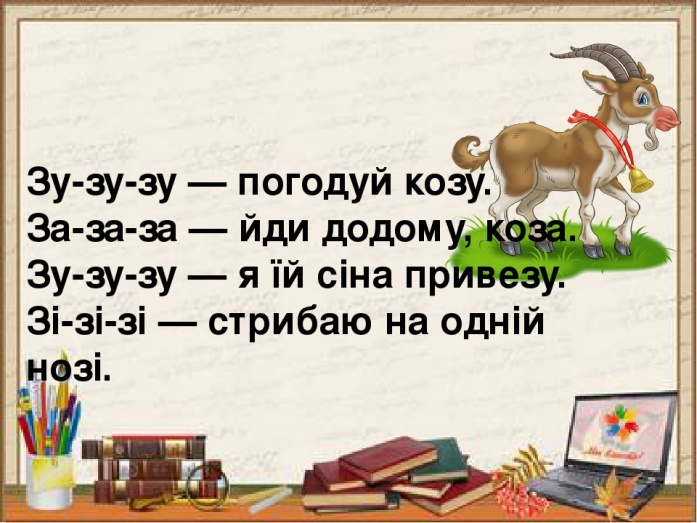 Зу-зу-зу — погодуй козу.
За-за-за — йди додому, коза.
Зу-зу-зу — я їй сіна привезу.
Зі-зі-зі — стрибаю на одній
нозі.